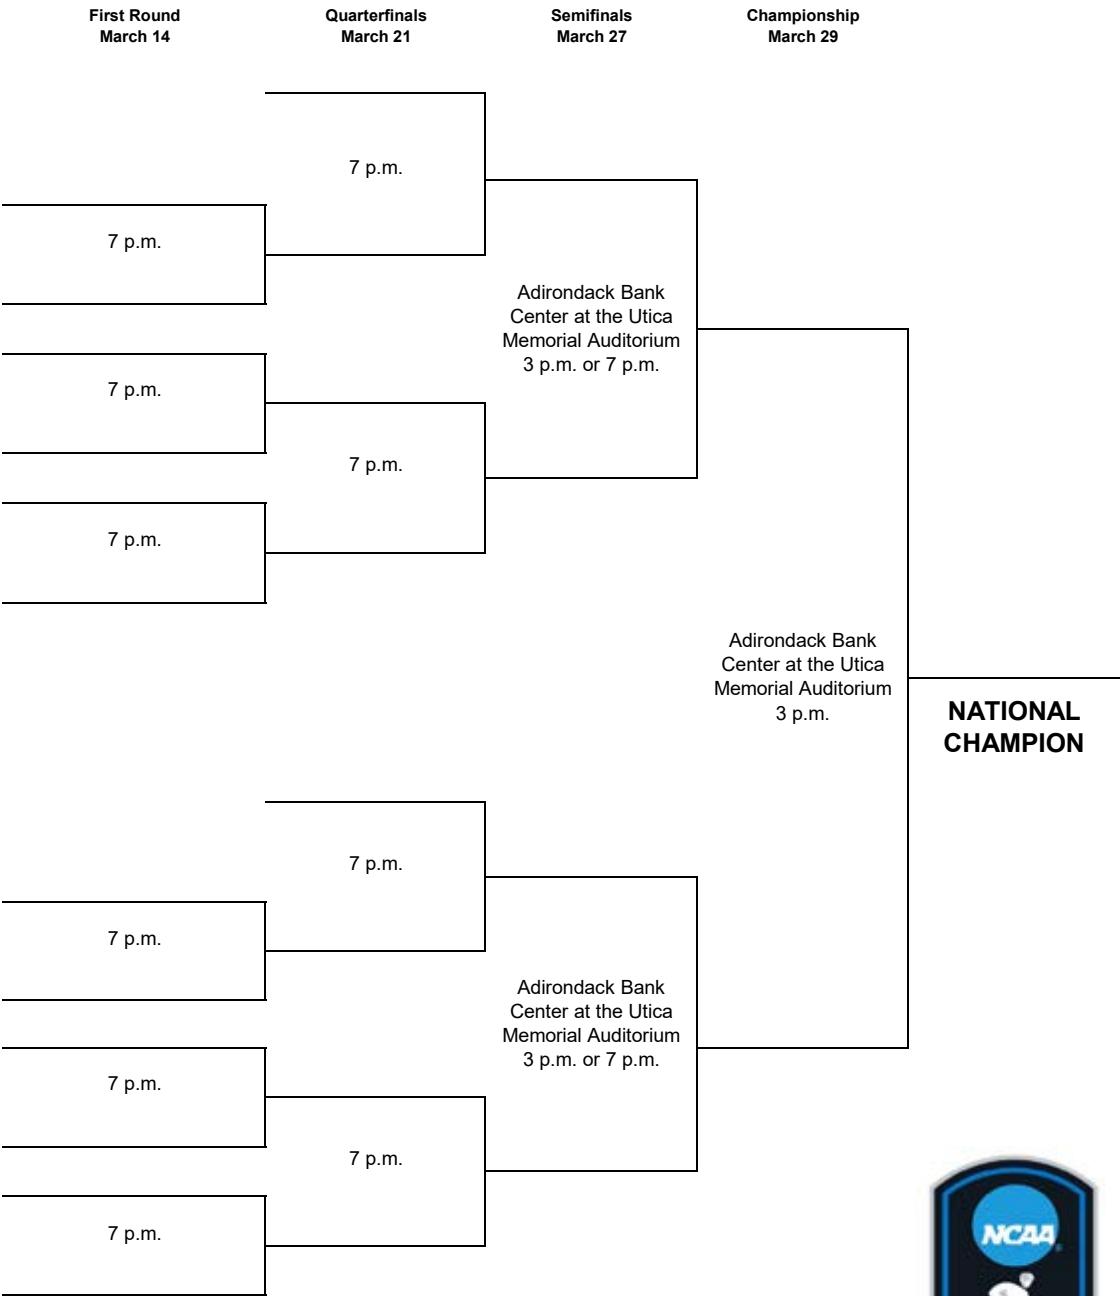 First Round
March 14
Quarterfinals
March 21
Semifinals
March 27
Championship
March 29
7 p.m.
7 p.m.
Adirondack Bank
Center at the Utica
Memorial Auditorium
3 p.m. or 7 p.m.
7 p.m.
7 p.m.
7 p.m.
Adirondack Bank
Center at the Utica
Memorial Auditorium
3 p.m.
NATIONAL
CHAMPION
7 p.m.
7 p.m.
Adirondack Bank
Center at the Utica
Memorial Auditorium
3 p.m. or 7 p.m.
7 p.m.
7 p.m.
7 p.m.
NCAA